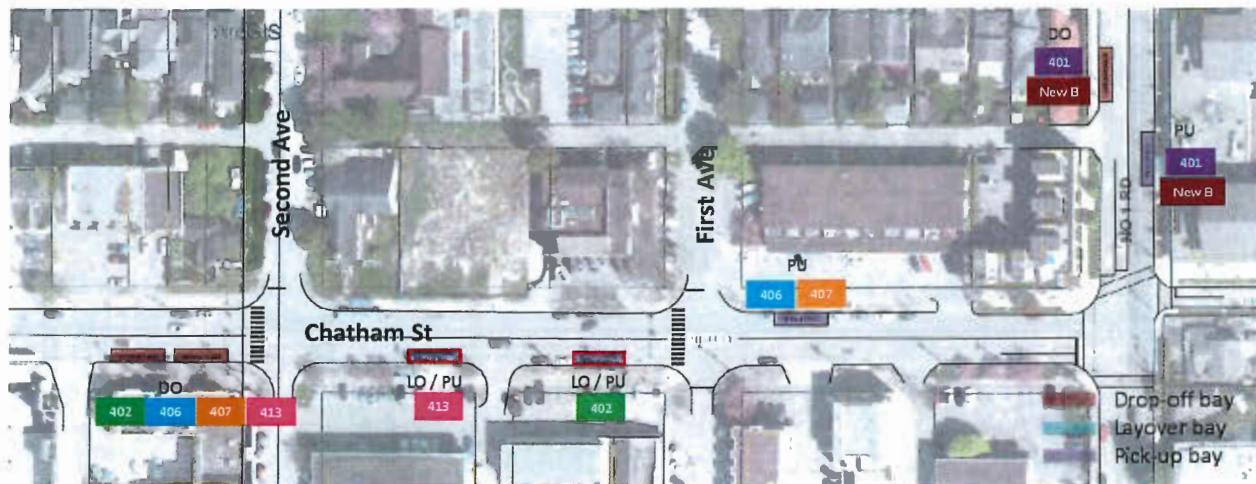 DO
401
New B
PU
401
New B
Second Ave
First Ave
NO 1 RD
PU
406 407
Chatham St
DO
402 406 407 413
LO / PU
413
LO / PU
402
Drop-off bay
Layover bay
Pick-up bay